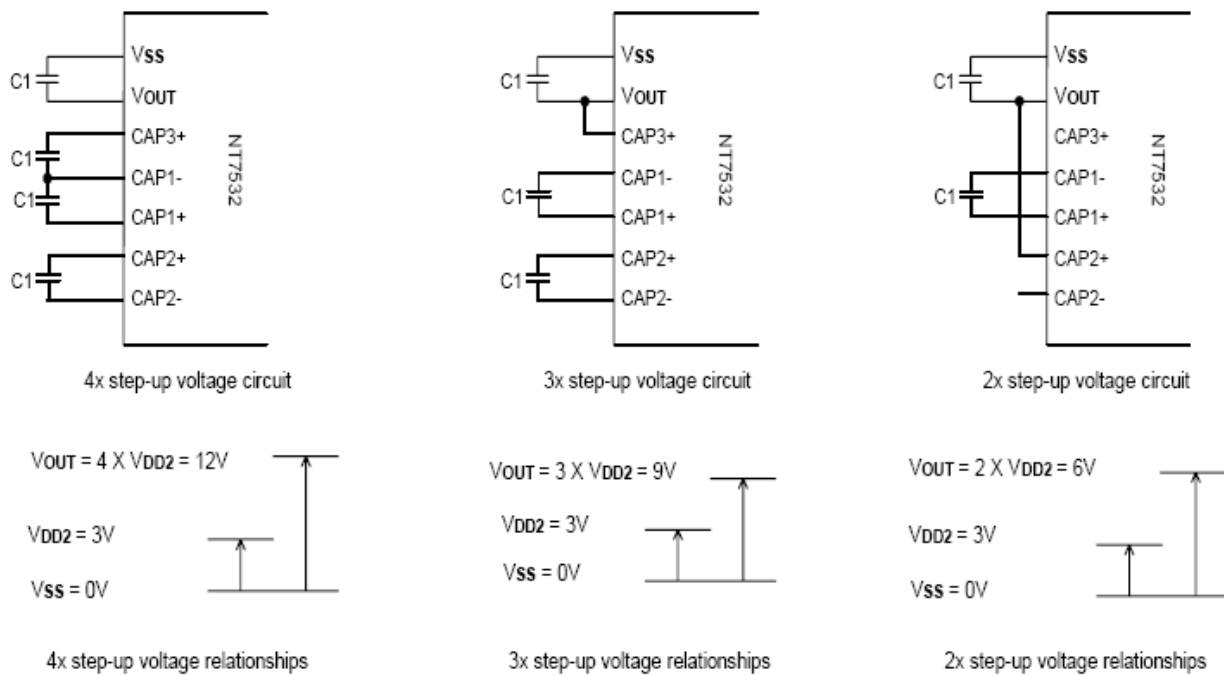 VSS
C1
VOUT
CAP3+
C1
CAP1-
C1
CAP1+
CAP2+
C1
CAP2-
NT7532
4x step-up voltage circuit
VSS
C1
VOUT
CAP3+
CAP1-
C1
CAP1+
CAP2+
C1
CAP2-
NT7532
3x step-up voltage circuit
VSS
C1
VOUT
CAP3+
CAP1-
C1
CAP1+
CAP2+
CAP2-
NT7532
2x step-up voltage circuit
VOUT = 4 X VDD2 = 12V
VDD2 = 3V
VSS = 0V
4x step-up voltage relationships
VOUT = 3 X VDD2 = 9V
VDD2 = 3V
VSS = 0V
3x step-up voltage relationships
VOUT = 2 X VDD2 = 6V
VDD2 = 3V
VSS = 0V
2x step-up voltage relationships